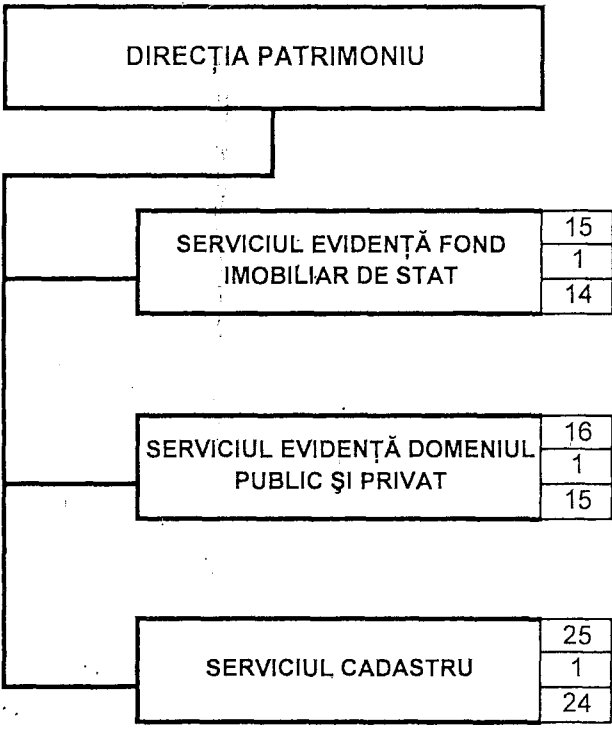 DIRECȚIA PATRIMONIU
SERVICIUL EVIDENȚĂ FOND
IMOBILIAR DE STAT
15
1
14
SERVICIUL EVIDENȚĂ DOMENIUL
PUBLIC ŞI PRIVAT
16
1
15
SERVICIUL CADASTRU
25
1
24